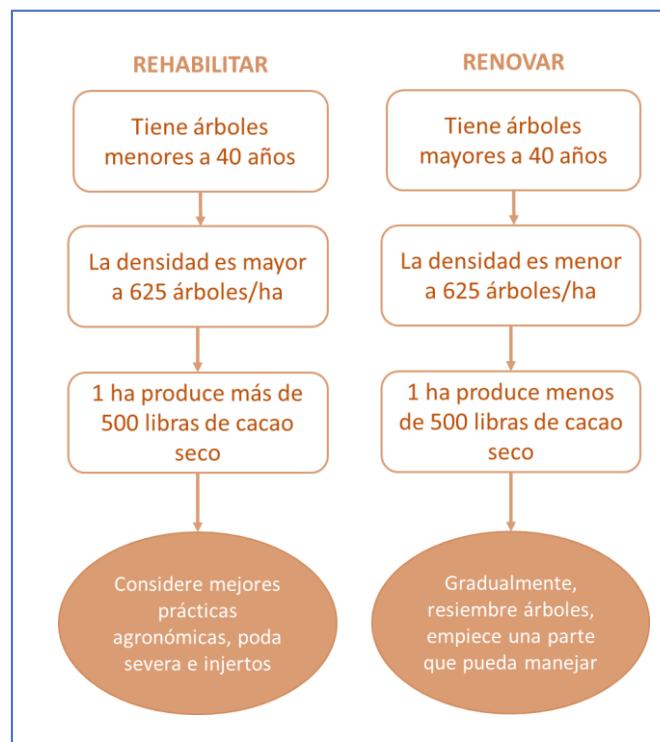 REHABILITAR
Tiene árboles
menores a 40 años
La densidad es mayor
a 625 árboles/ha
1 ha produce más de
500 libras de cacao
seco
Considere mejores
prácticas
agronómicas, poda
severa e injertos
RENOVAR
Tiene árboles
mayores a 40 años
La densidad es menor
a 625 árboles/ha
1 ha produce menos
de 500 libras de cacao
seco
Gradualmente,
resiembre árboles,
empiece una parte
que pueda manejar